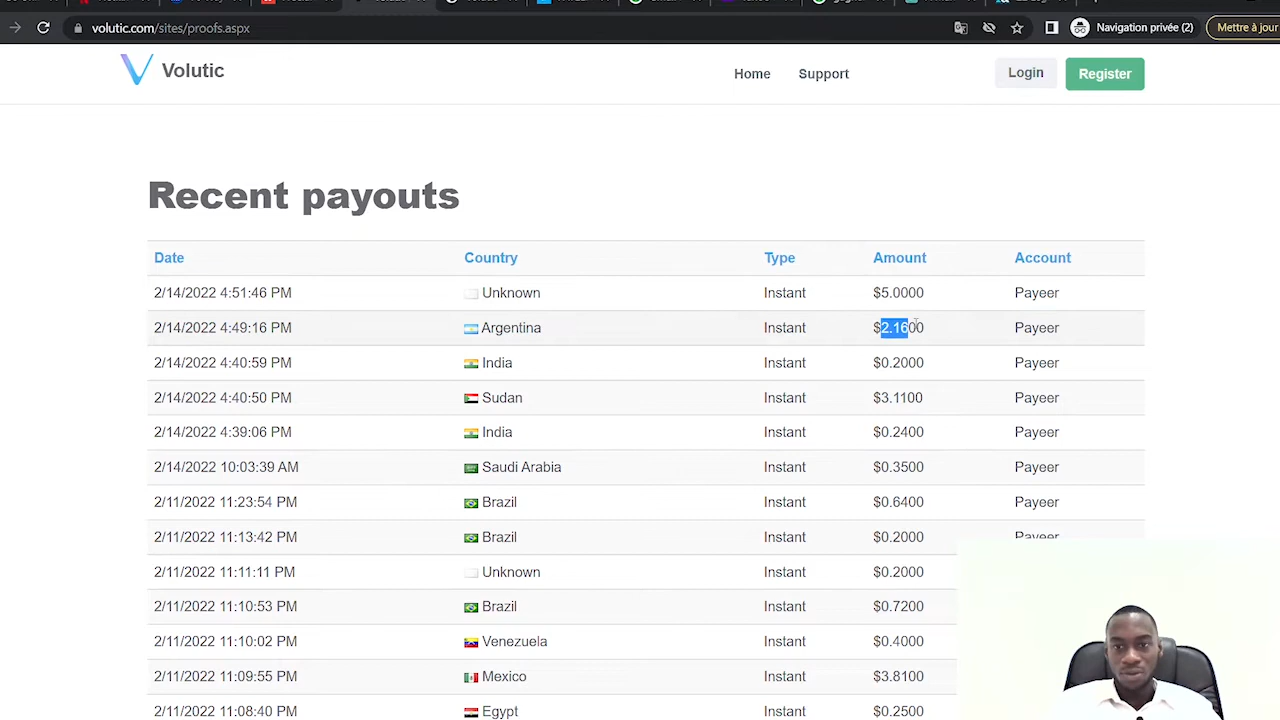 volutic.com/sites/proofs.aspx
Navigation privée (2)
Mettre à jour
Volutic
Home
Support
Login
Register
Recent payouts
Date Country Type Amount Account
2/14/2022 4:51:46 PM Unknown Instant $5.0000 Payeer
2/14/2022 4:49:16 PM Argentina Instant $2.1600 Payeer
2/14/2022 4:40:59 PM India Instant $0.2000 Payeer
2/14/2022 4:40:50 PM Sudan Instant $3.1100 Payeer
2/14/2022 4:39:06 PM India Instant $0.2400 Payeer
2/14/2022 10:03:39 AM Saudi Arabia Instant $0.3500 Payeer
2/11/2022 11:23:54 PM Brazil Instant $0.6400 Payeer
2/11/2022 11:13:42 PM Brazil Instant $0.2000 Payeer
2/11/2022 11:11:11 PM Unknown Instant $0.2000
2/11/2022 11:10:53 PM Brazil Instant $0.7200
2/11/2022 11:10:02 PM Venezuela Instant $0.4000
2/11/2022 11:09:55 PM Mexico Instant $3.8100
2/11/2022 11:08:40 PM Egypt Instant $0.2500